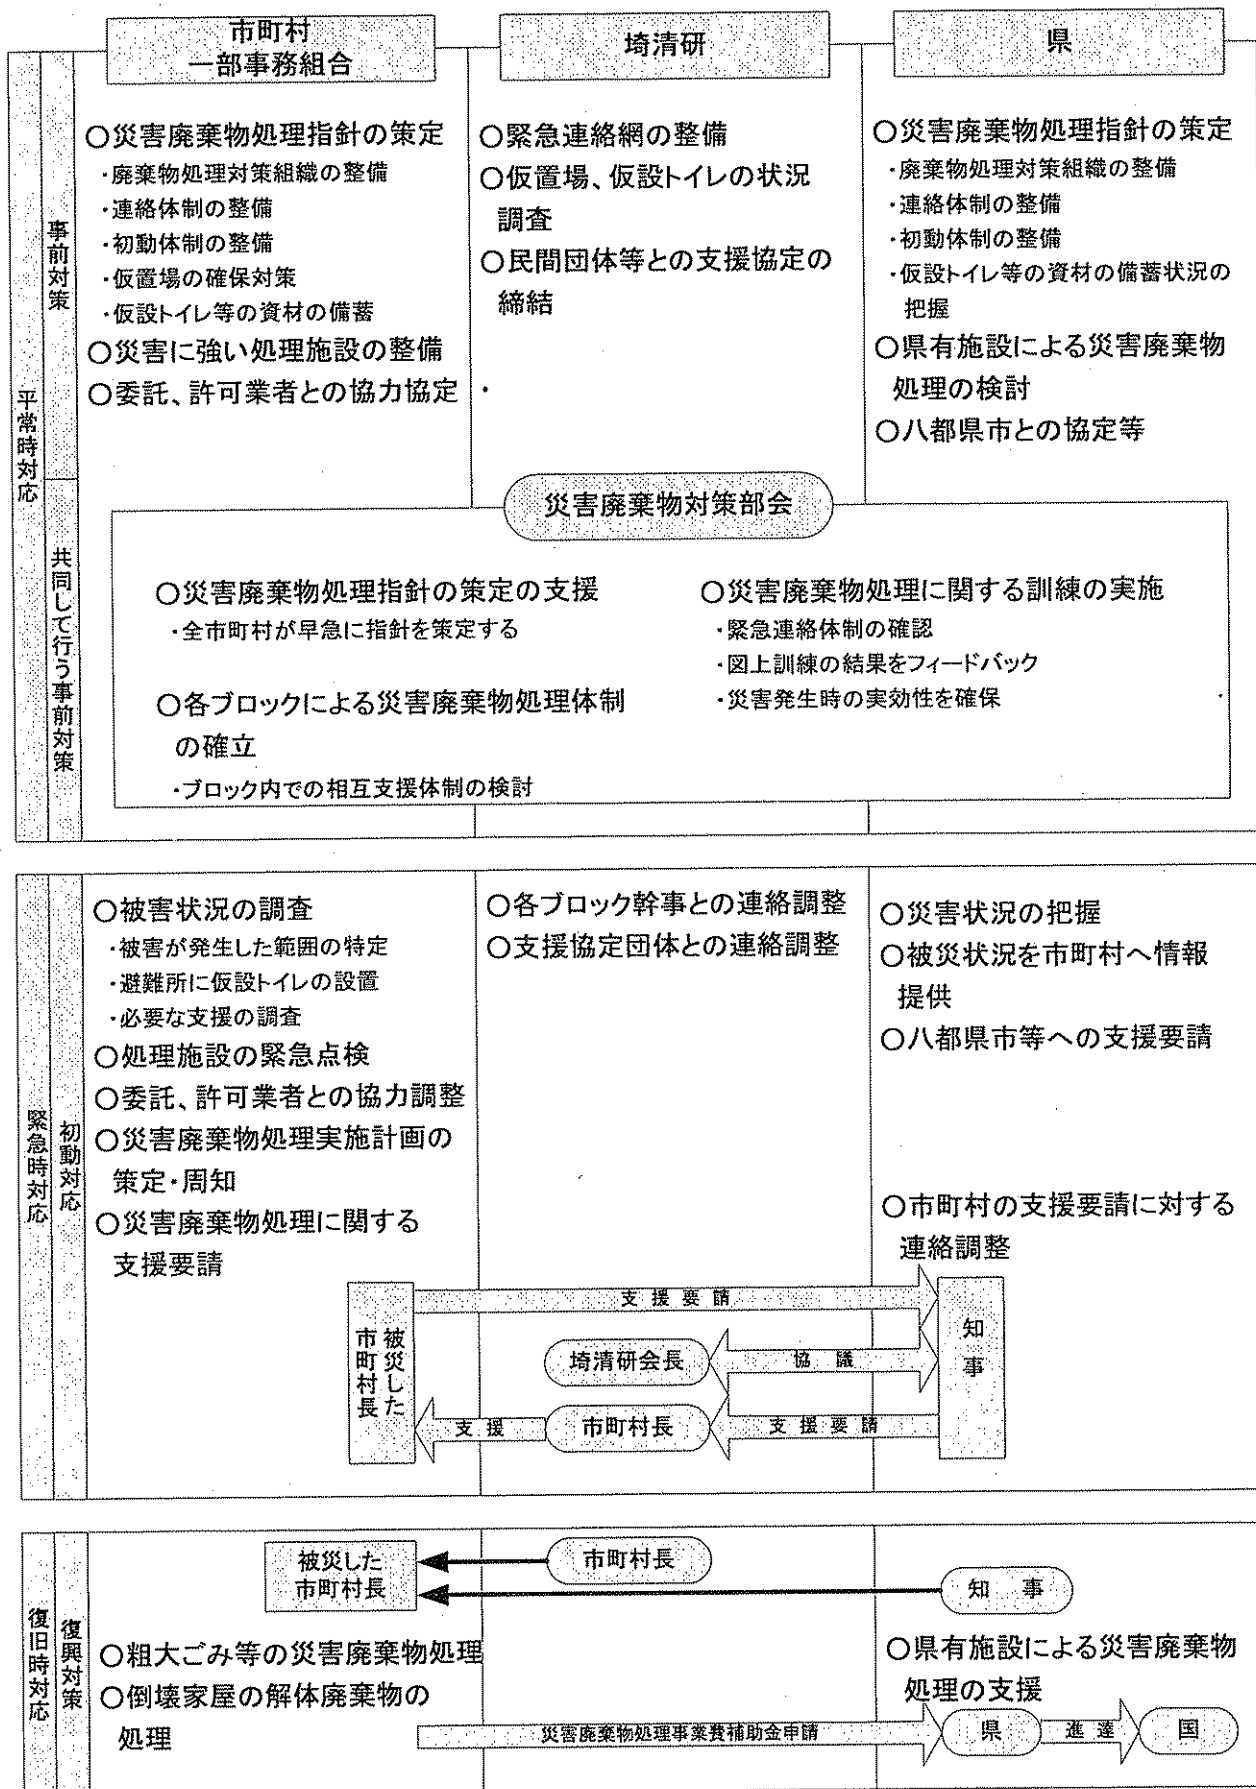 市町村
一部事務組合
埼清研
県
平常時対応
事前対策
○災害廃棄物処理指針の策定
・廃棄物処理対策組織の整備
・連絡体制の整備
・初動体制の整備
・仮置場の確保対策
・仮設トイレ等の資材の備蓄
○災害に強い処理施設の整備
○委託、許可業者との協力協定
○緊急連絡網の整備
○仮置場、仮設トイレの状況
調査
○民間団体等との支援協定の
締結
○災害廃棄物処理指針の策定
・廃棄物処理対策組織の整備
・連絡体制の整備
・初動体制の整備
・仮設トイレ等の資材の備蓄状況の
把握
○県有施設による災害廃棄物
処理の検討
○八都県市との協定等
共同して行う事前対策
災害廃棄物対策部会
○災害廃棄物処理指針の策定の支援
・全市町村が早急に指針を策定する
○各ブロックによる災害廃棄物処理体制
の確立
・ブロック内での相互支援体制の検討
○災害廃棄物処理に関する訓練の実施
・緊急連絡体制の確認
・図上訓練の結果をフィードバック
・災害発生時の実効性を確保
緊急時対応
初動対応
○被害状況の調査
・被害が発生した範囲の特定
・避難所に仮設トイレの設置
・必要な支援の調査
○処理施設の緊急点検
○委託、許可業者との協力調整
○災害廃棄物処理実施計画の
策定・周知
○災害廃棄物処理に関する
支援要請
○各ブロック幹事との連絡調整
○支援協定団体との連絡調整
○災害状況の把握
○被災状況を市町村へ情報
提供
○八都県市等への支援要請
○市町村の支援要請に対する
連絡調整
被災した
市町村長
支援要請
知事
埼清研会長
協議
支援
市町村長
支援要請
復旧時対応
復興対策
被災した
市町村長
市町村長
知事
○粗大ごみ等の災害廃棄物処理
○倒壊家屋の解体廃棄物の
処理
○県有施設による災害廃棄物
処理の支援
災害廃棄物処理事業費補助金申請
県
進達
国